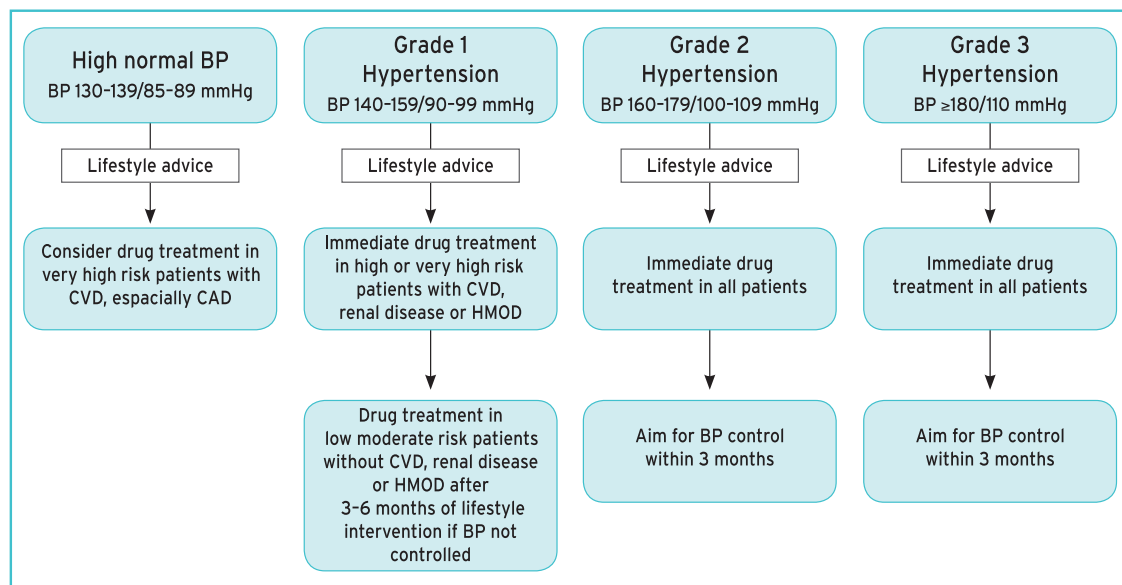 High normal BP
BP 130-139/85-89 mmHg
Lifestyle advice
Consider drug treatment in
very high risk patients with
CVD, espacially CAD
Grade 1
Hypertension
BP 140-159/90-99 mmHg
Lifestyle advice
Immediate drug treatment
in high or very high risk
patients with CVD,
renal disease or HMOD
Drug treatment in
low moderate risk patients
without CVD, renal disease
or HMOD after
3-6 months of lifestyle
intervention if BP not
controlled
Grade 2
Hypertension
BP 160-179/100-109 mmHg
Lifestyle advice
Immediate drug
treatment in all patients
Aim for BP control
within 3 months
Grade 3
Hypertension
BP ≥180/110 mmHg
Lifestyle advice
Immediate drug
treatment in all patients
Aim for BP control
within 3 months